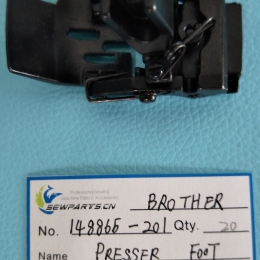 BROTHER
SEWPARTS.CN
No. 148865-201 Qty. 20
Name PRESSER FOOT